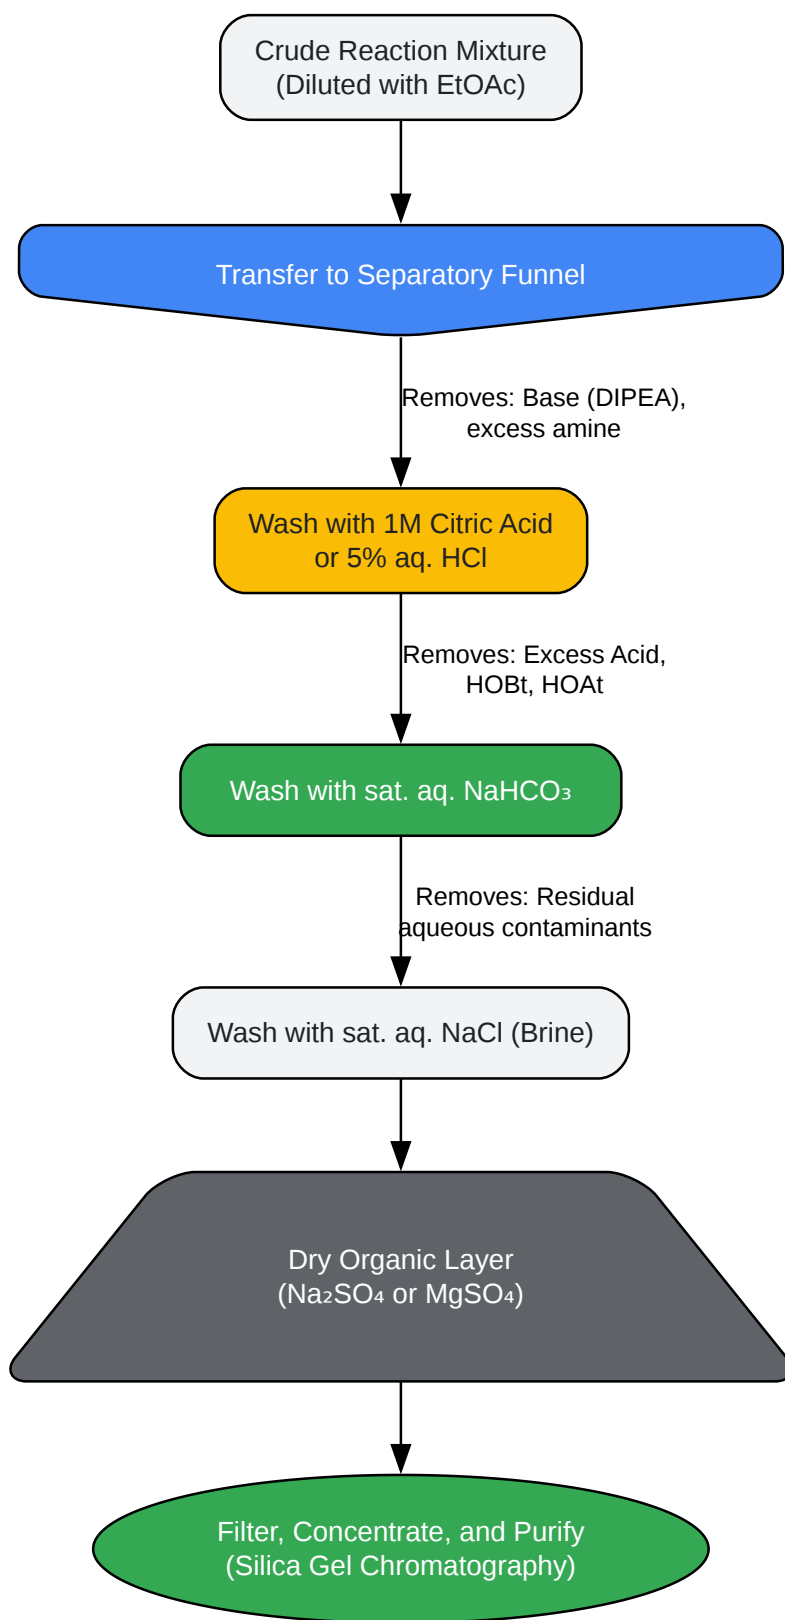 Crude Reaction Mixture
(Diluted with EtOAc)
Transfer to Separatory Funnel
Removes: Base (DIPEA),
excess amine
Wash with 1M Citric Acid
or 5% aq. HCl
Removes: Excess Acid,
HOBt, HOAt
Wash with sat. aq. NaHCO₃
Removes: Residual
aqueous contaminants
Wash with sat. aq. NaCl (Brine)
Dry Organic Layer
(Na₂SO₄ or MgSO₄)
Filter, Concentrate, and Purify
(Silica Gel Chromatography)